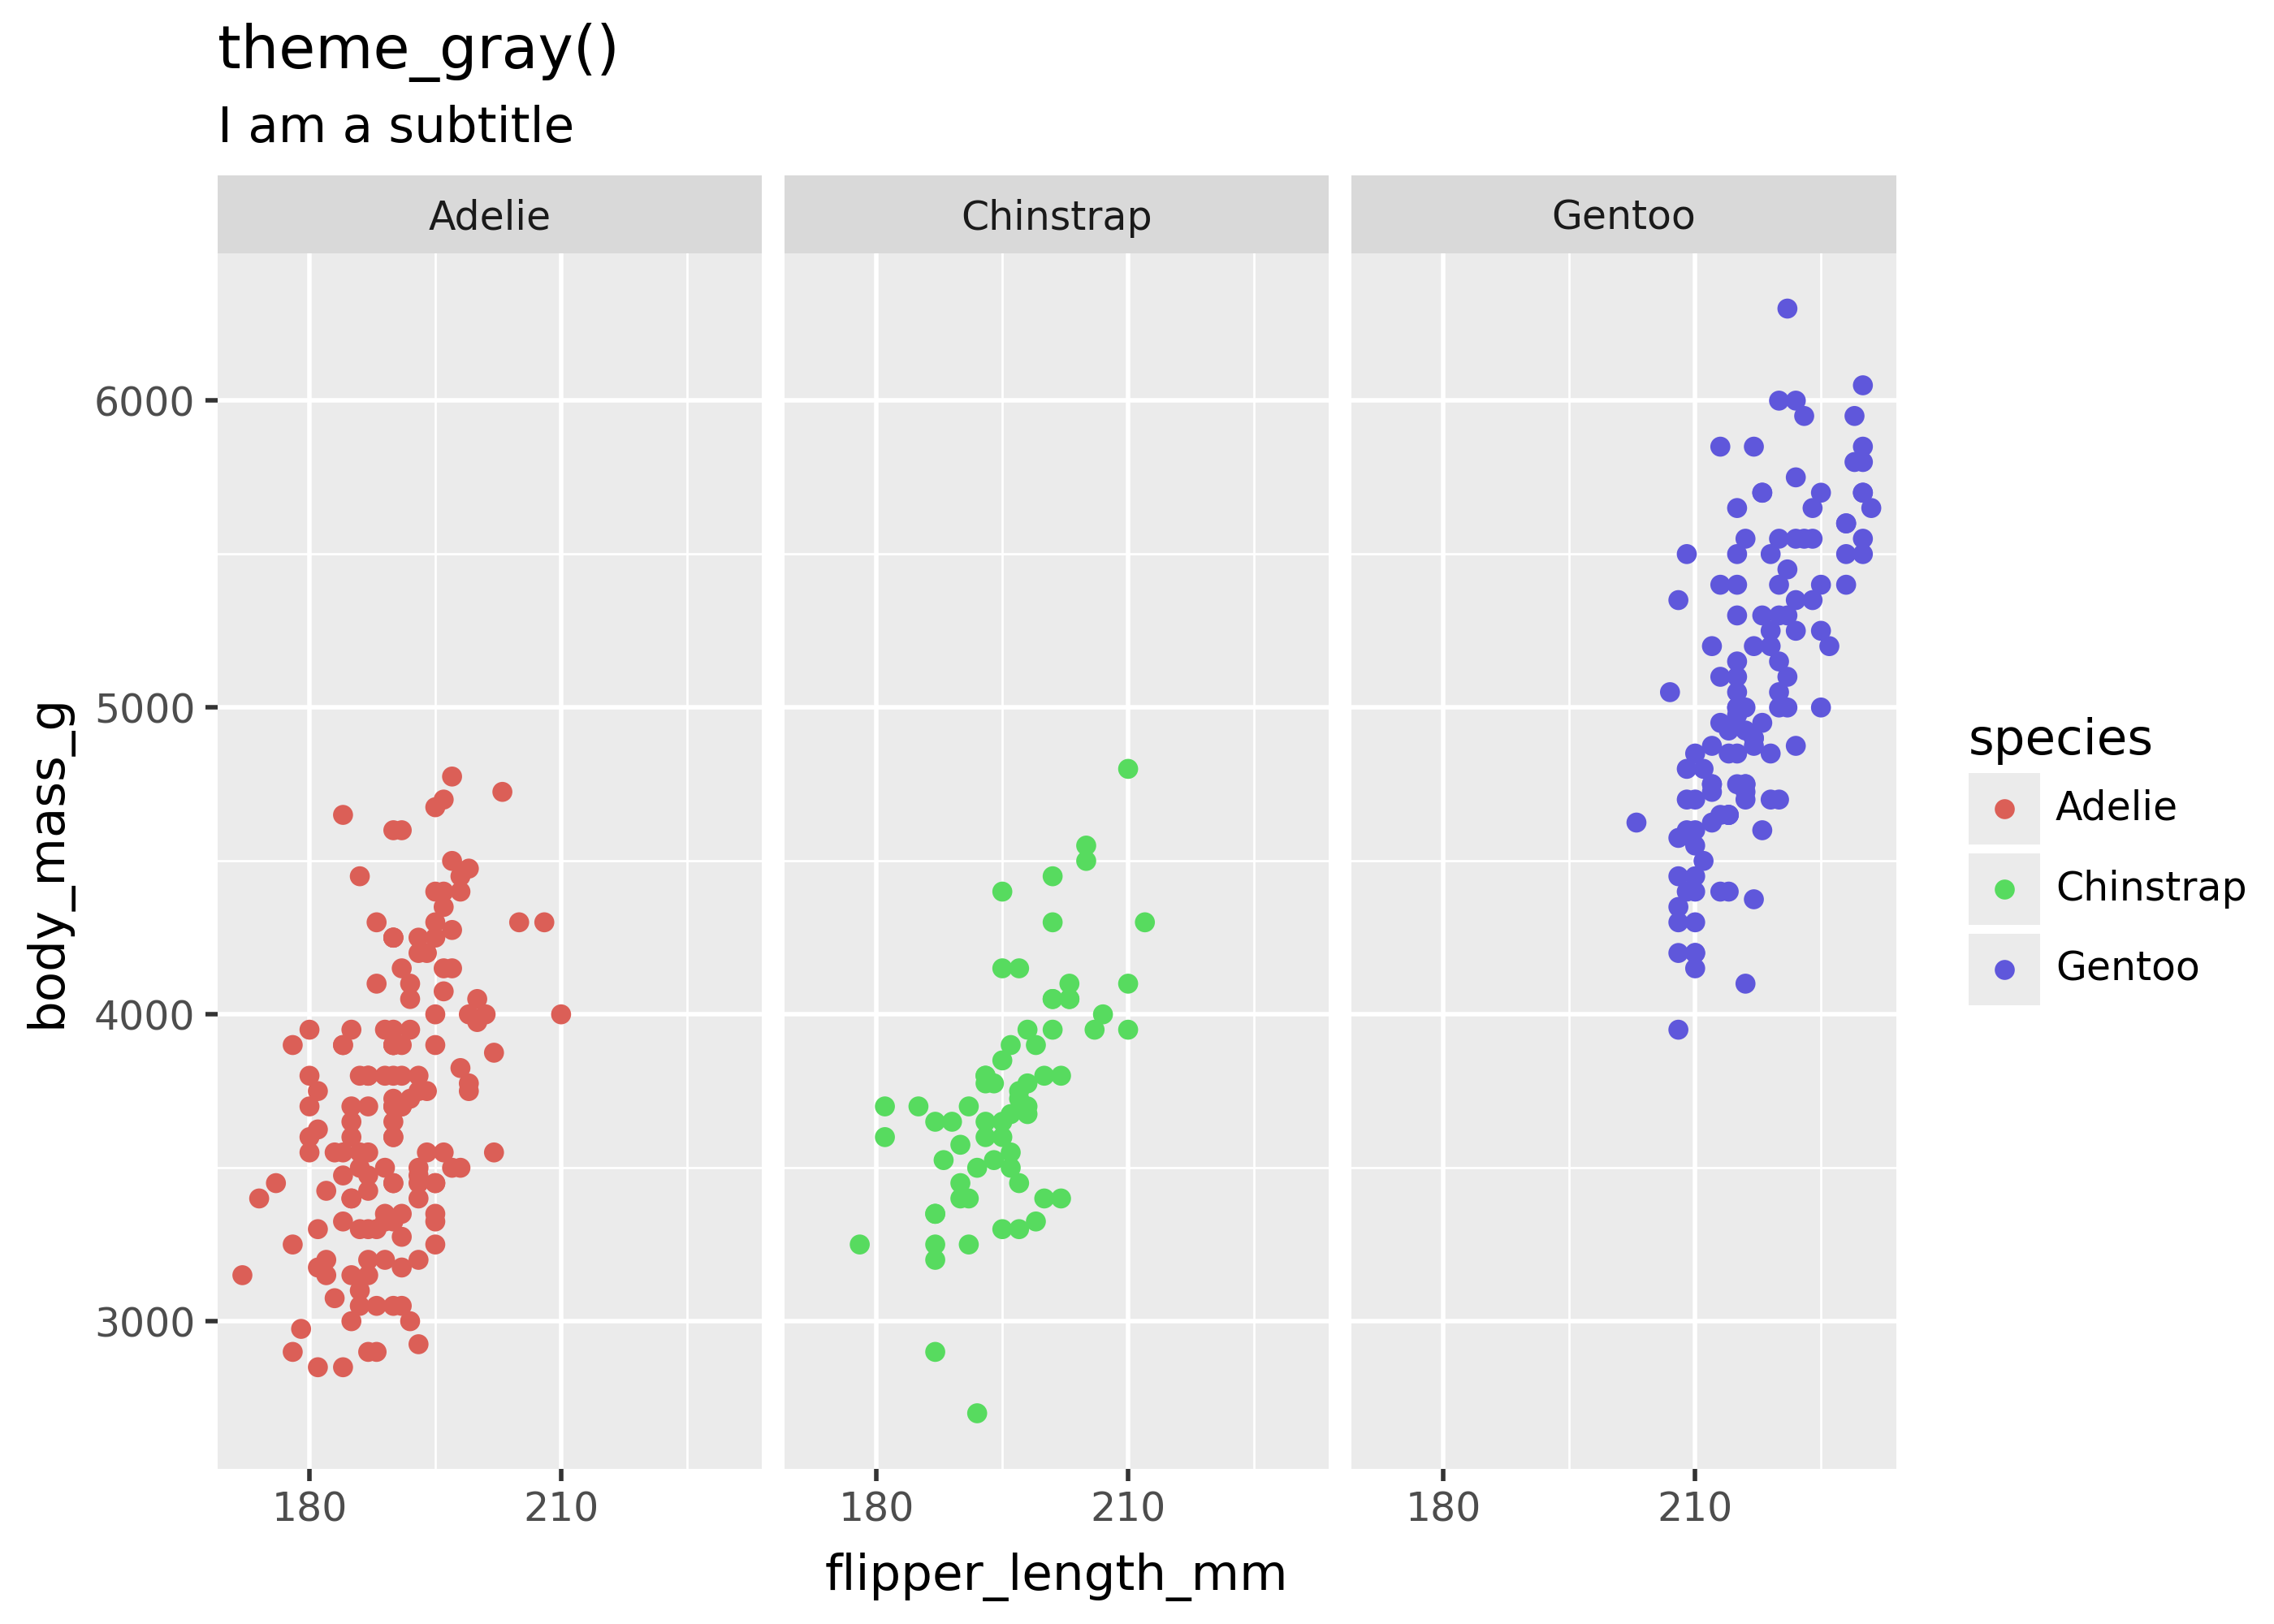 theme_gray()
I am a subtitle
Adelie
Chinstrap
Gentoo
6000
5000
4000
3000
body_mass_g
180
210
180
210
180
210
flipper_length_mm
species
Adelie
Chinstrap
Gentoo